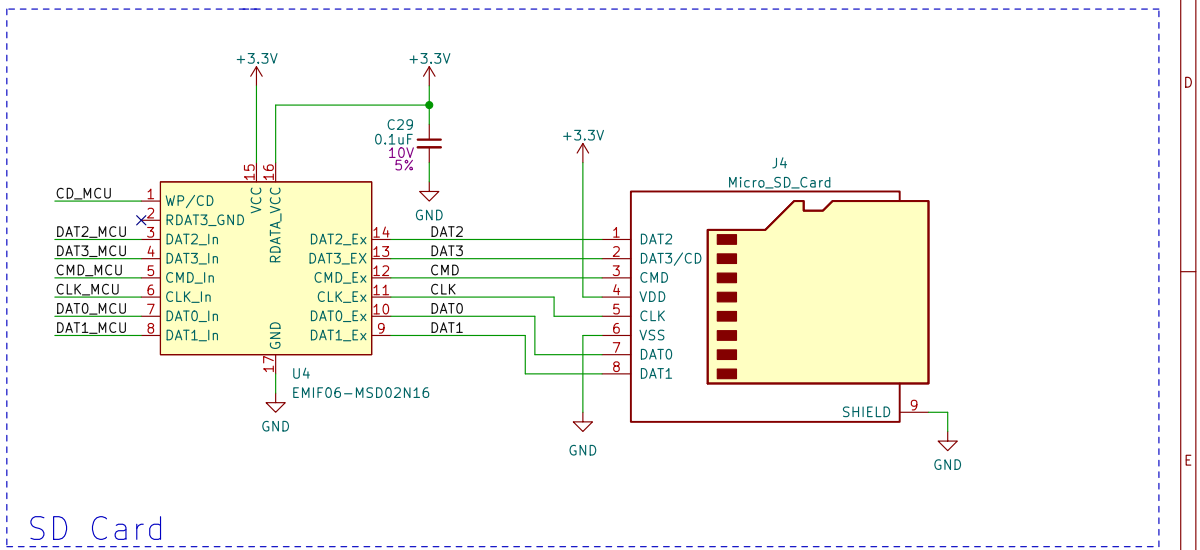 D
+3.3V
+3.3V
C29
0.1uF
10V
5%
GND
+3.3V
J4
Micro_SD_Card
15
16
VCC
RDATA_VCC
CD_MCU 1 WP/CD
2 RDAT3_GND
DAT2_MCU 3 DAT2_In DAT2_Ex 14 DAT2 1 DAT2
DAT3_MCU 4 DAT3_In DAT3_EX 13 DAT3 2 DAT3/CD
CMD_MCU 5 CMD_In CMD_Ex 12 CMD 3 CMD
CLK_MCU 6 CLK_In CLK_Ex 11 CLK 4 VDD
DAT0_MCU 7 DAT0_In DAT0_Ex 10 DAT0 5 CLK
DAT1_MCU 8 DAT1_In DAT1_Ex 9 DAT1 6 VSS
7 DAT0
8 DAT1
GND
17
U4
EMIF06-MSD02N16
GND
GND
SHIELD 9
GND
E
SD Card